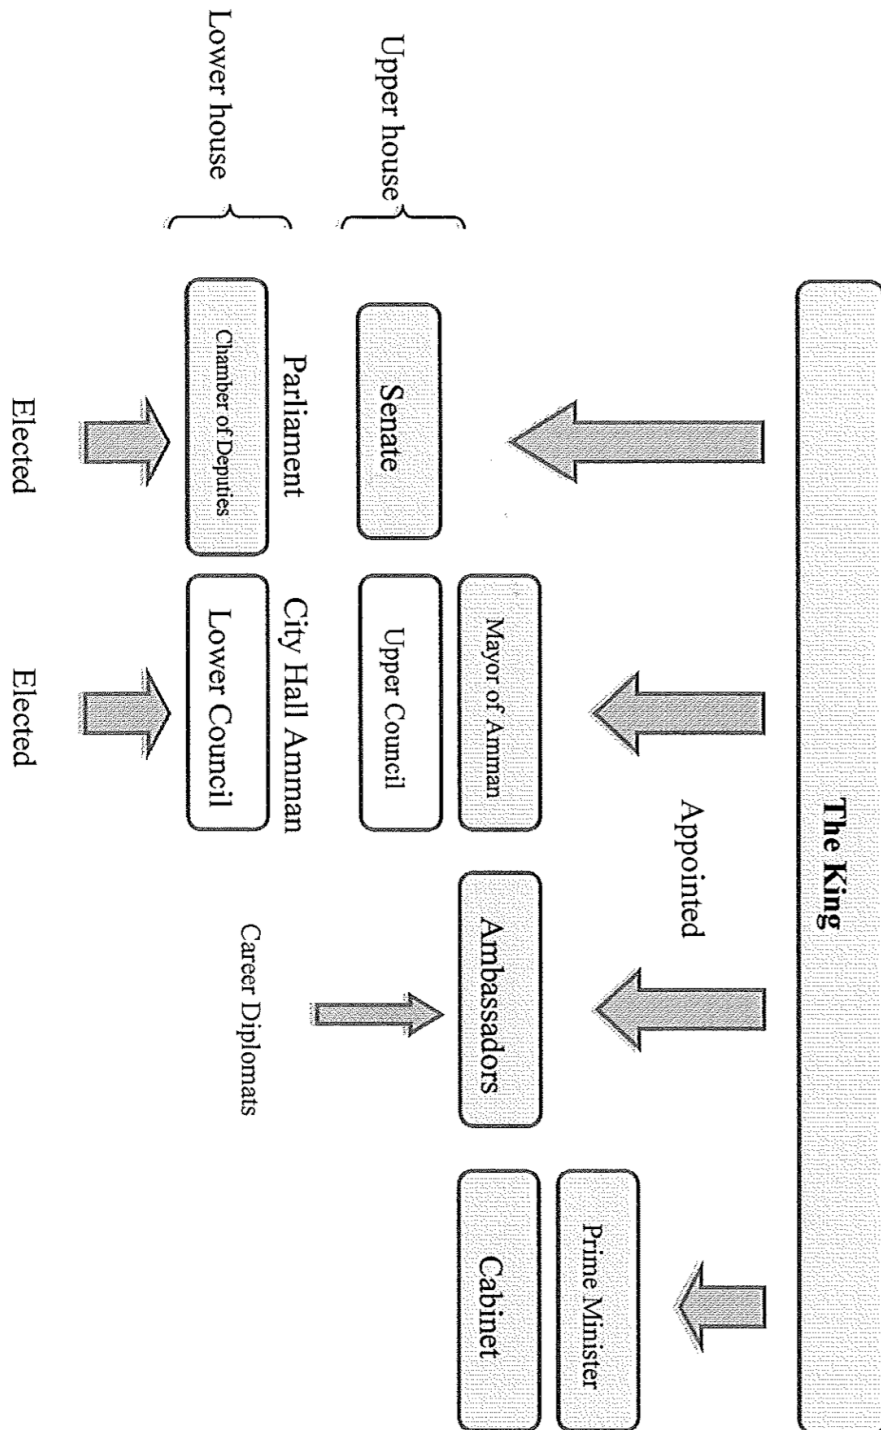 The King
Appointed
Prime Minister
Mayor of Amman
Ambassadors
Cabinet
Upper house
Senate
Upper Council
Parliament
City Hall Amman
Career Diplomats
Lower house
Chamber of Deputies
Lower Council
Elected
Elected